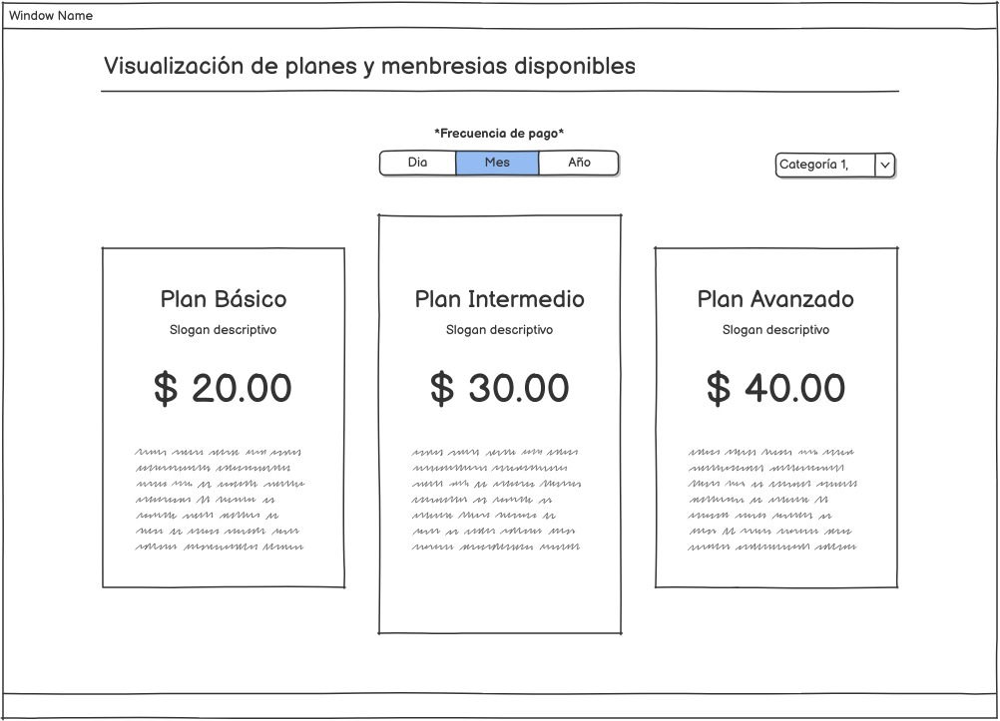 Window Name
Visualización de planes y menbresias disponibles
*Frecuencia de pago*
Dia Mes Año
Categoría 1,
Plan Básico
Slogan descriptivo
$ 20.00
Plan Intermedio
Slogan descriptivo
$ 30.00
Plan Avanzado
Slogan descriptivo
$ 40.00